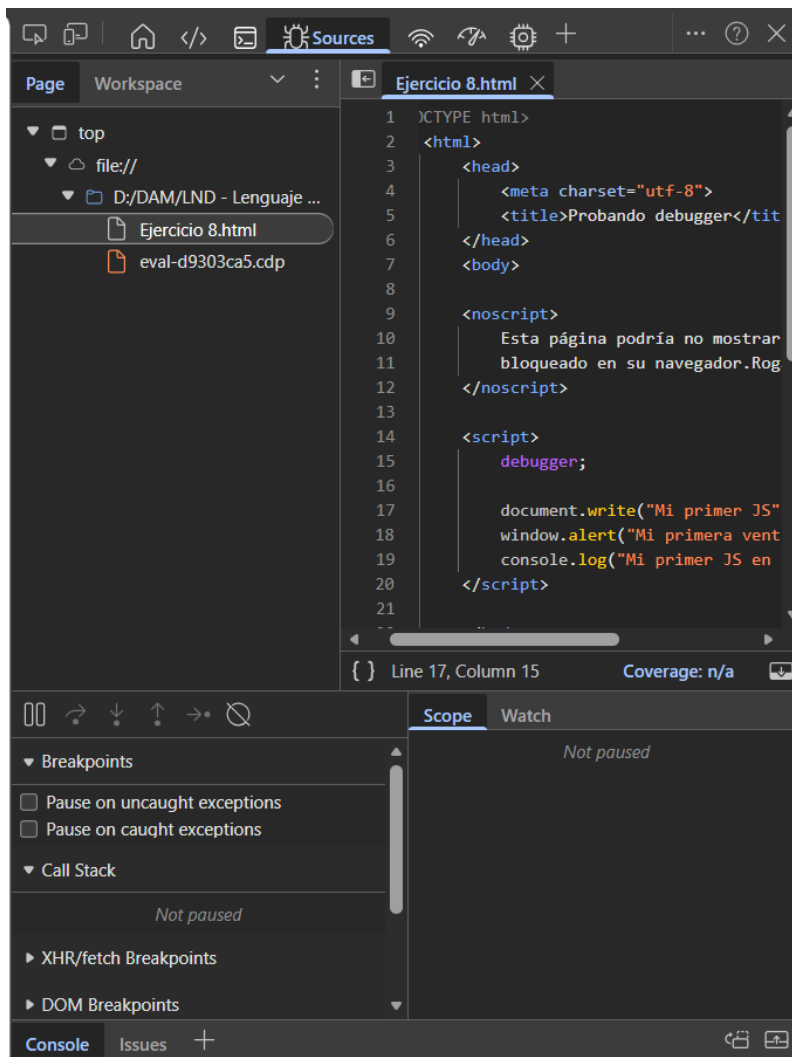 Sources
Page Workspace
Ejercicio 8.html
top
file://
D:/DAM/LND - Lenguaje ...
Ejercicio 8.html
eval-d9303ca5.cdp
1 OCTYPE html>
2 <html>
3 <head>
4 <meta charset="utf-8">
5 <title>Probando debugger</tit
6 </head>
7 <body>
8
9 <noscript>
10 Esta página podría no mostrar
11 bloqueado en su navegador.Rog
12 </noscript>
13
14 <script>
15 debugger;
16
17 document.write("Mi primer JS"
18 window.alert("Mi primera vent
19 console.log("Mi primer JS en
20 </script>
21
{ } Line 17, Column 15 Coverage: n/a
Breakpoints
Pause on uncaught exceptions
Pause on caught exceptions
Call Stack
Not paused
XHR/fetch Breakpoints
DOM Breakpoints
Scope Watch
Not paused
Console Issues